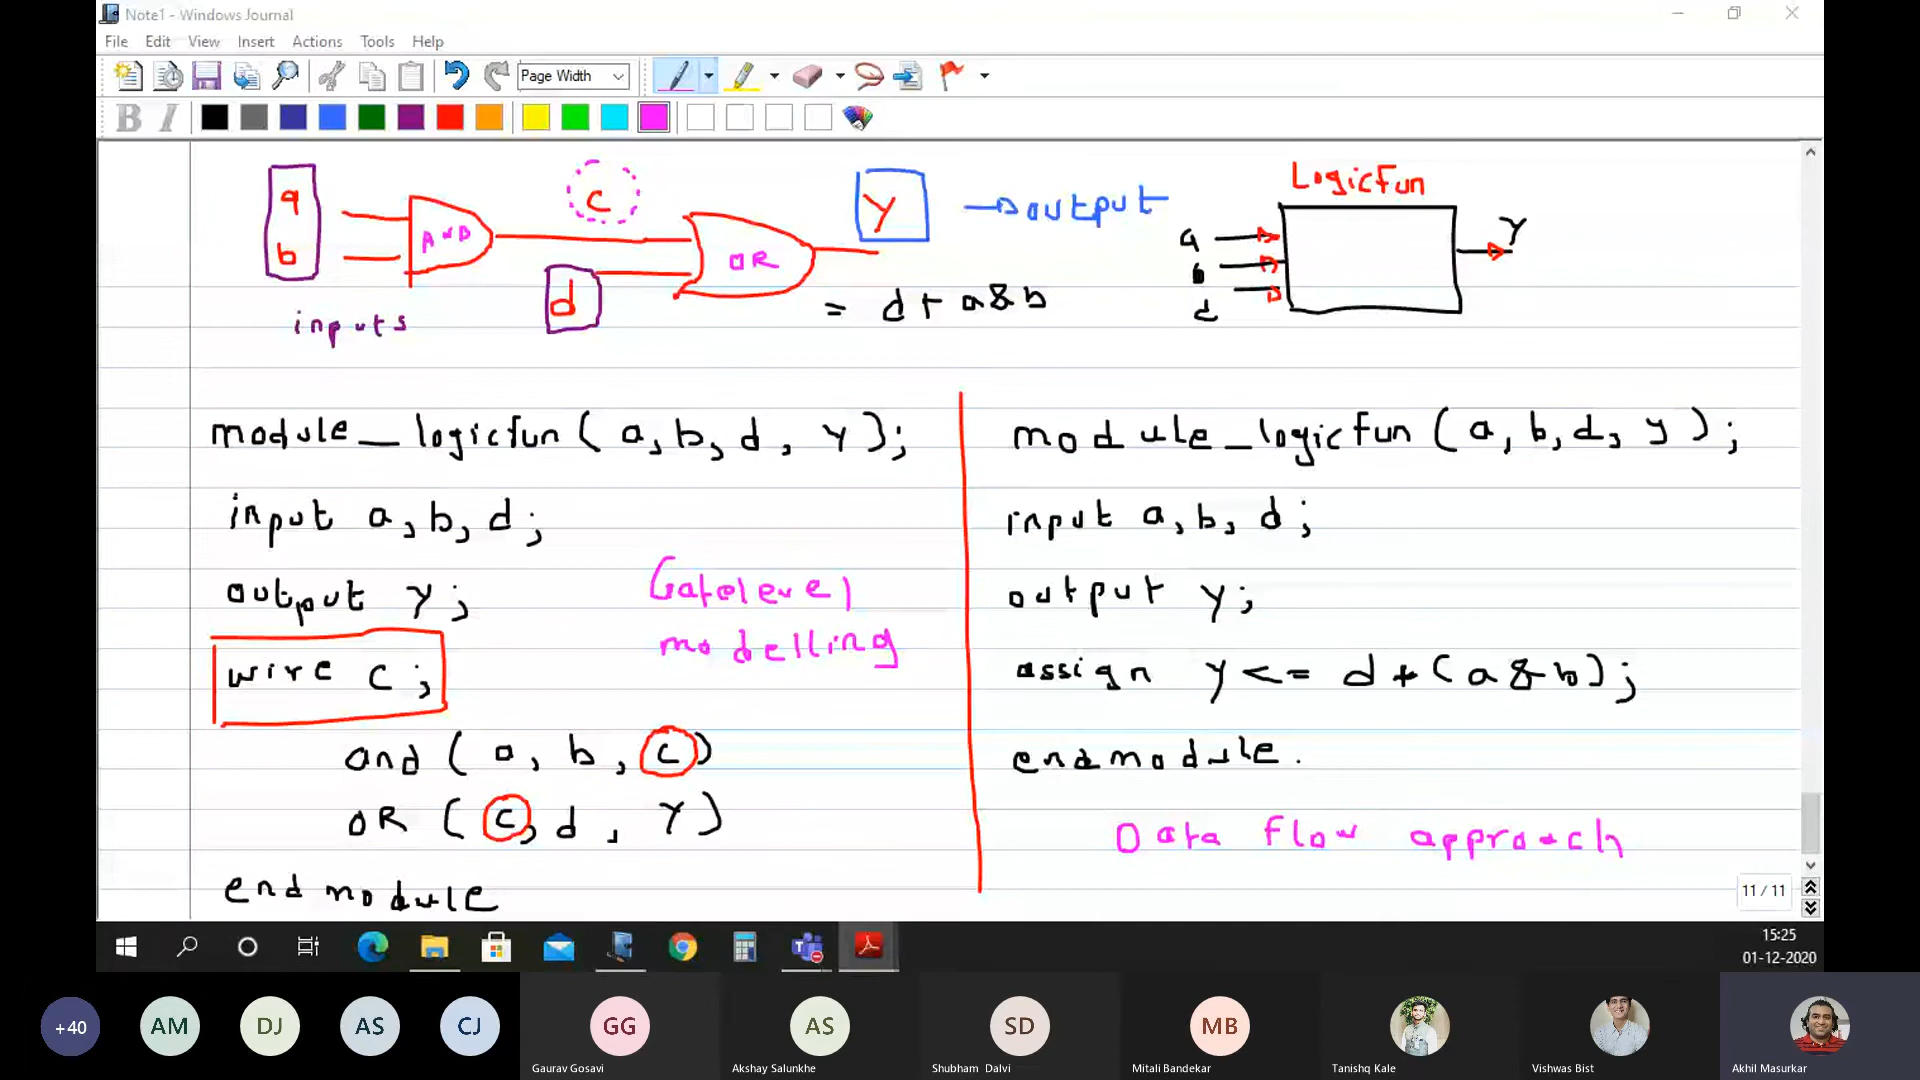 Note1 - Windows Journal
File Edit View Insert Actions Tools Help
Page Width
B I
a
b
inputs
AND
c
d
OR
Y
output
= d + a&b
Logicfun
a
b
d
Y
module_logicfun(a,b,d,Y);
input a,b,d;
output Y;
Gatelevel
modelling
wire c;
and (a, b, c)
OR (c, d, Y)
endmodule
module_logicfun(a,b,d,y);
input a,b,d;
output y;
assign y <= d+(a&b);
endmodule.
Data flow approach
11 / 11
15:25
01-12-2020
+40
AM
DJ
AS
CJ
GG
Gaurav Gosavi
AS
Akshay Salunkhe
SD
Shubham Dalvi
MB
Mitali Bandekar
Tanishq Kale
Vishwas Bist
Akhil Masurkar